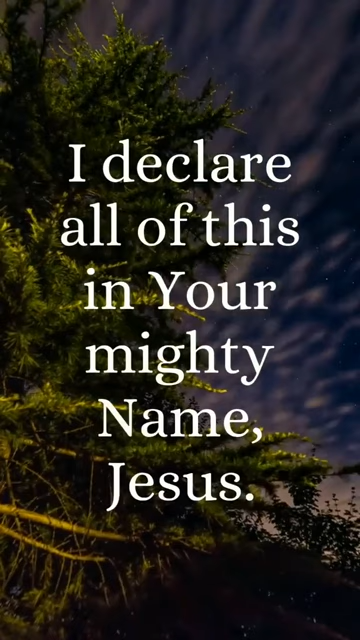 I declare
all of this
in Your
mighty
Name,
Jesus.